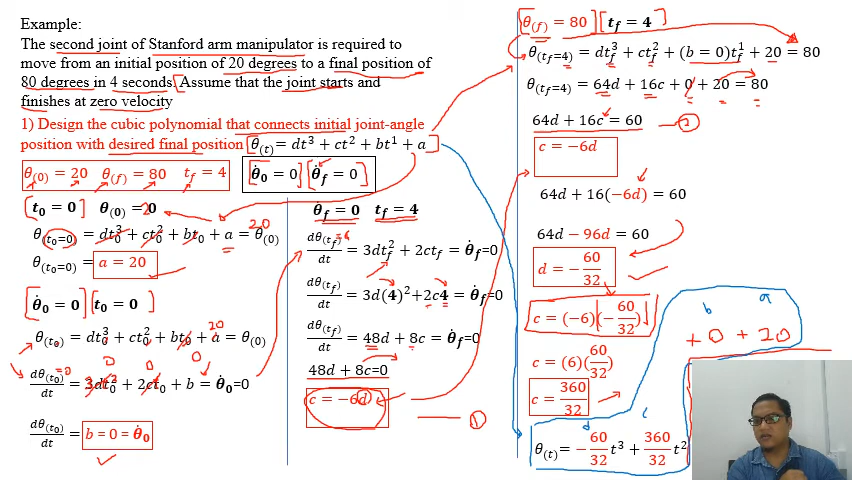 Example:
The second joint of Stanford arm manipulator is required to
move from an initial position of 20 degrees to a final position of
80 degrees in 4 seconds. Assume that the joint starts and
finishes at zero velocity
1) Design the cubic polynomial that connects initial joint-angle
position with desired final position [θ(t) = dt³ + ct² + bt¹ + a]
θ(0) = 20 θ(f) = 80 tf = 4
[θ̇0 = 0][θ̇f = 0]
[t0 = 0] θ(0) = 20
θ(t0=0) = dt0³ + ct0² + bt0 + a = θ(0) 20
θ(t0=0) = a = 20
[θ̇0 = 0][t0 = 0]
θ(t0) = dt0³ + ct0² + bt0 + a = θ(0)
0 0 0 20
dθ(t0)/dt = 3dt0² + 2ct0 + b = θ̇0=0
dθ(t0)/dt = b = 0 = θ̇0
θ̇f = 0 tf = 4
dθ(tf)/dt = 3dtf² + 2ctf = θ̇f=0
dθ(tf)/dt = 3d(4)² + 2c4 = θ̇f=0
dθ(tf)/dt = 48d + 8c = θ̇f=0
48d + 8c=0
c = −6d
①
[θ(f) = 80][tf = 4]
θ(tf=4) = dtf³ + ctf² + (b = 0)tf¹ + 20 = 80
θ(tf=4) = 64d + 16c + 0 + 20 = 80
64d + 16c = 60 ②
c = −6d
64d + 16(−6d) = 60
64d − 96d = 60
d = − 60/32
c = (−6)(− 60/32)
c = (6)(60/32)
c = 360/32
b a
+ 0 + 20
d c
θ(t) = − 60/32 t³ + 360/32 t²